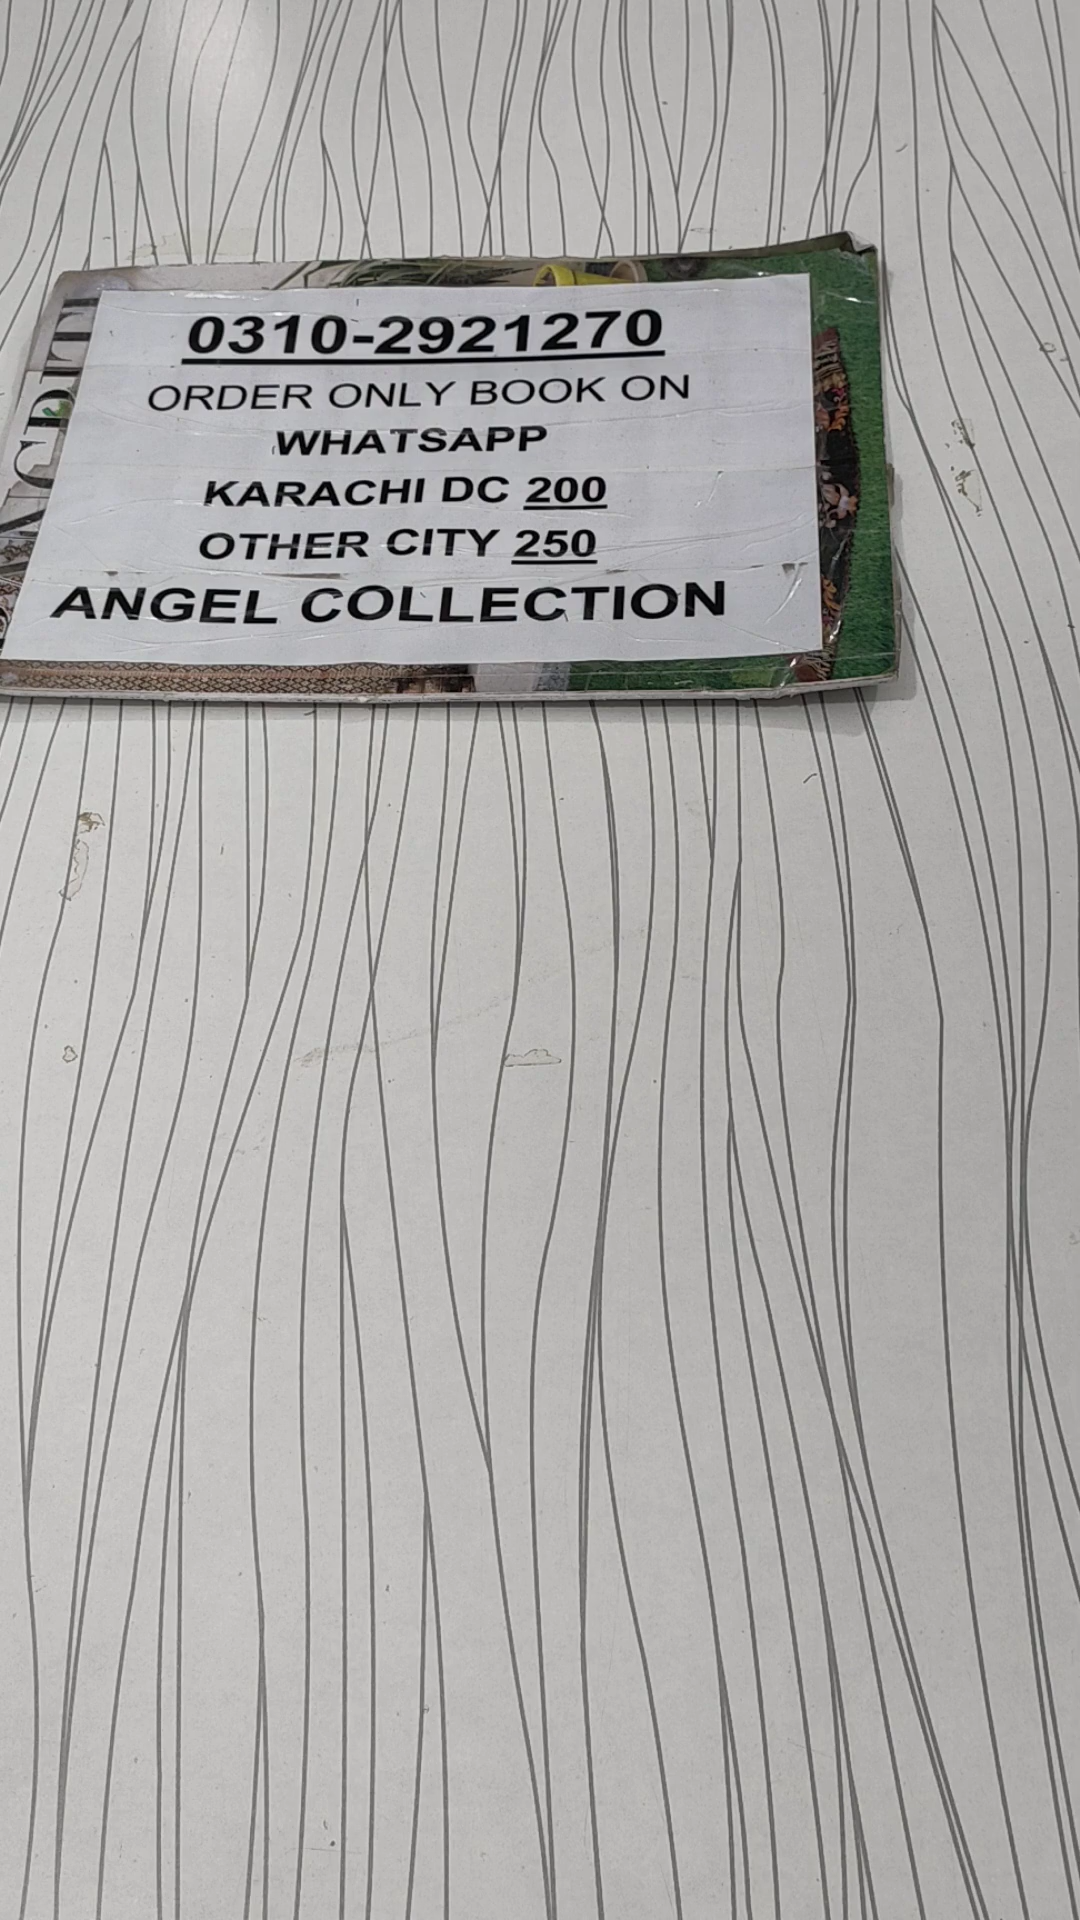 0310-2921270
ORDER ONLY BOOK ON
WHATSAPP
KARACHI DC 200
OTHER CITY 250
ANGEL COLLECTION